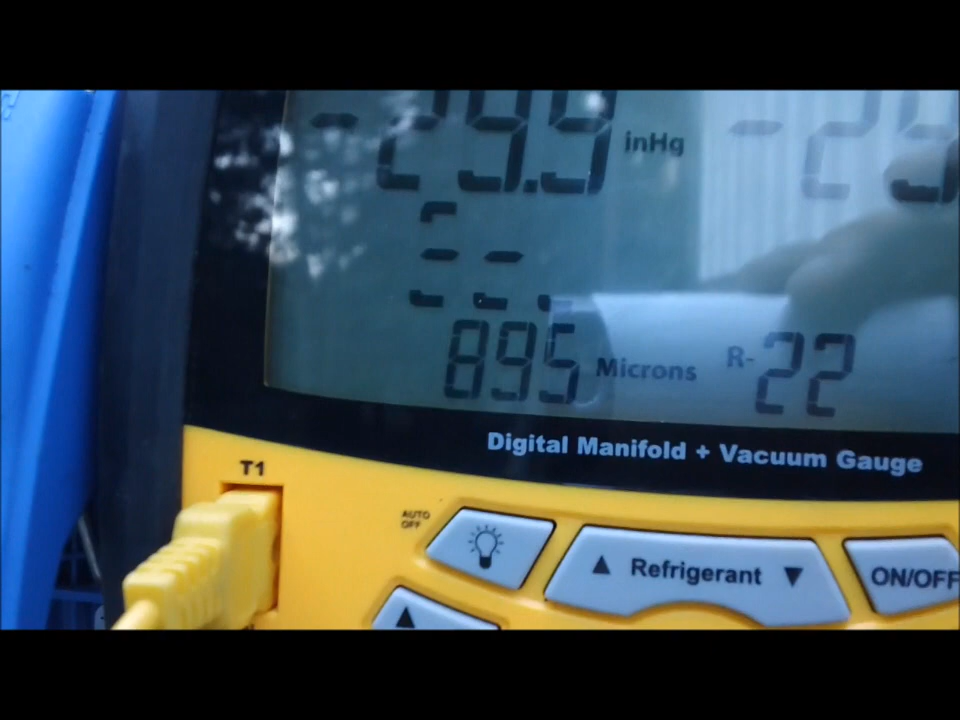 -29.9 inHg
895 Microns R-22
Digital Manifold + Vacuum Gauge
T1
AUTO
OFF
▲ Refrigerant ▼
ON/OFF